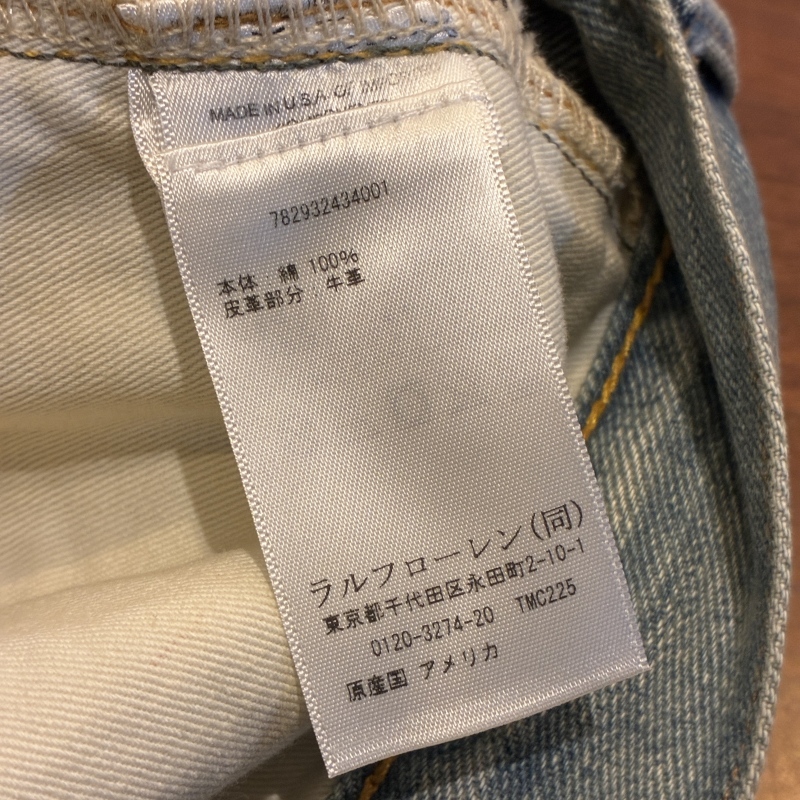 MADE IN U.S.A. OF
782932434001
本体 綿 100%
皮革部分 牛革
ラルフローレン(同)
東京都千代田区永田町2-10-1
0120-3274-20 TMC225
原産国 アメリカ